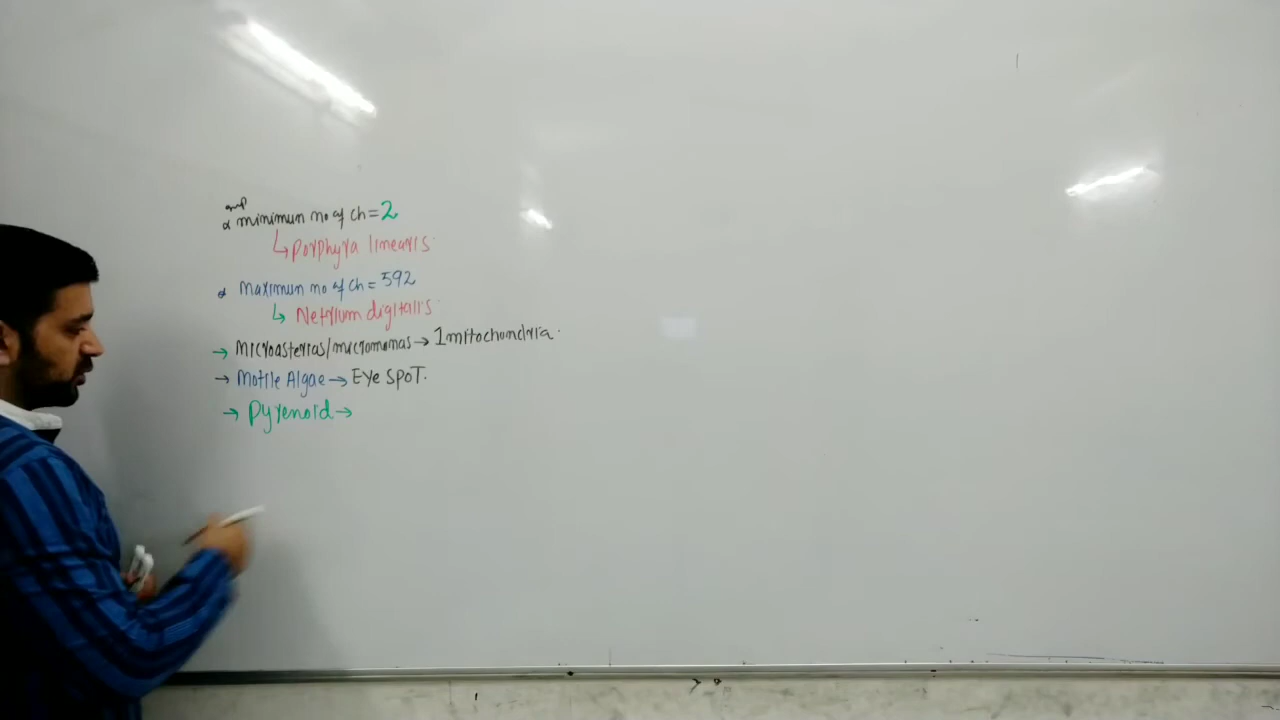 imp
* minimum no of ch = 2
↳ porphyra linearis
* maximum no of ch = 592
↳ Netrium digitalis
→ microasterias/micromonas → 1 mitochondria.
→ Motile Algae → Eye SpoT.
→ pyrenoid →